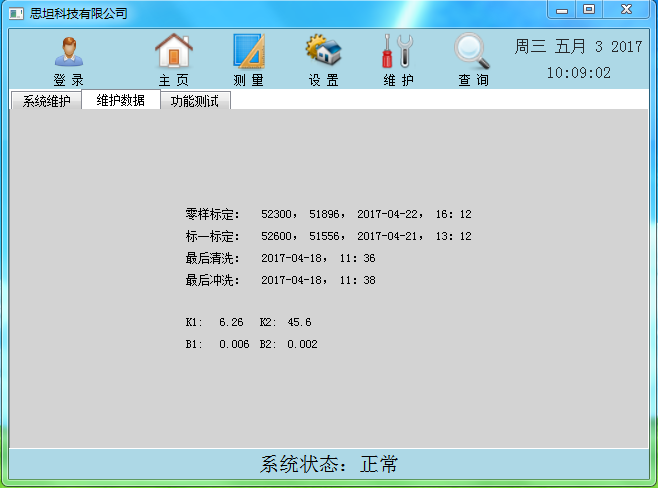 思坦科技有限公司
登 录 主 页 测 量 设 置 维 护 查 询
周三 五月 3 2017
10:09:02
系统维护 维护数据 功能测试
零样标定： 52300， 51896， 2017-04-22， 16：12
标一标定： 52600， 51556， 2017-04-21， 13：12
最后清洗： 2017-04-18， 11：36
最后冲洗： 2017-04-18， 11：38
K1: 6.26 K2: 45.6
B1: 0.006 B2: 0.002
系统状态：正常